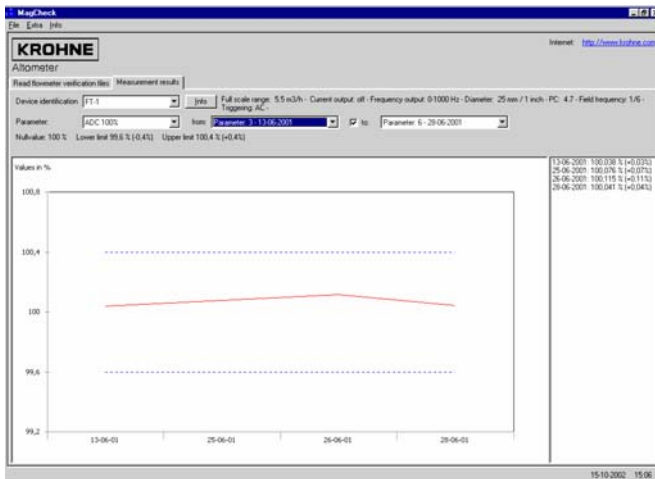 MagCheck
File Extra Info
KROHNE
Internet: http://www.krohne.com
Altometer
Read flowmeter verification files Measurement results
Device identification: FT-1 Info Full scale range: 5.5 m3/h - Current output: off - Frequency output: 0-1000 Hz - Diameter: 25 mm / 1 inch - PC: 4.7 - Field frequency: 1/6 -
Triggering: AC -
Parameter: ADC 100% from: Parameter: 3 - 13-06-2001 to: Parameter: 6 - 28-06-2001
Nullvalue: 100 % Lower limit 99,6 % (-0,4%) Upper limit 100,4 % (+0,4%)
Values in %
13-06-2001: 100,038 % (+0,03%)
25-06-2001: 100,076 % (+0,07%)
26-06-2001: 100,115 % (+0,11%)
28-06-2001: 100,041 % (+0,04%)
100,8
100,4
100
99,6
99,2
13-06-01 25-06-01 26-06-01 28-06-01
15-10-2002 15:06